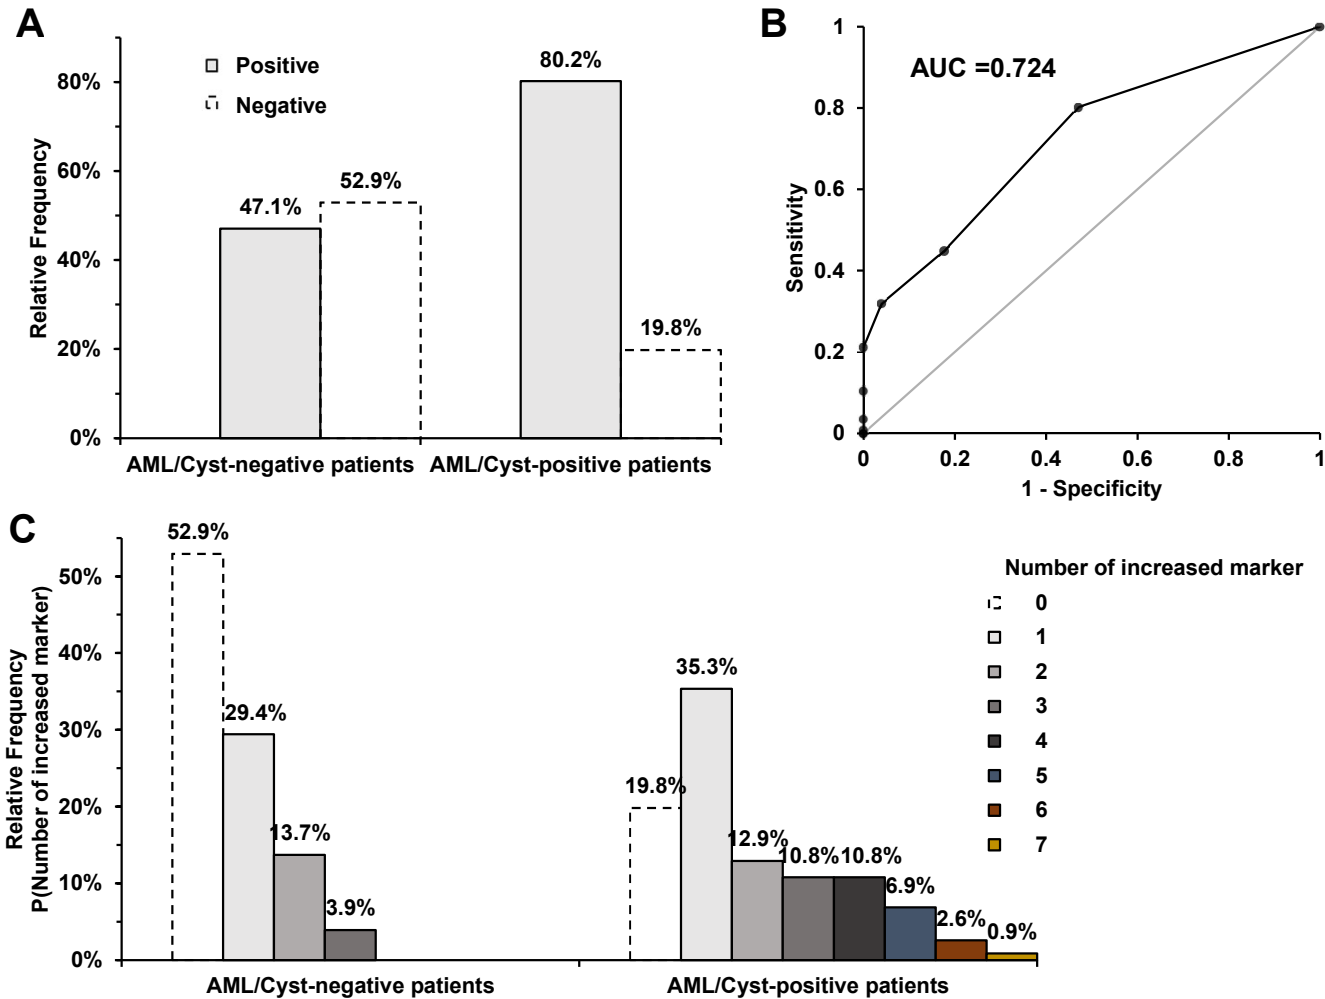 A
Relative Frequency
80%
60%
40%
20%
0%
Positive
Negative
47.1%
52.9%
80.2%
19.8%
AML/Cyst-negative patients
AML/Cyst-positive patients
B
AUC =0.724
Sensitivity
1
0.8
0.6
0.4
0.2
0
0
0.2
0.4
0.6
0.8
1
1 - Specificity
C
Relative Frequency
P(Number of increased marker)
50%
40%
30%
20%
10%
0%
52.9%
29.4%
13.7%
3.9%
19.8%
35.3%
12.9%
10.8%
10.8%
6.9%
2.6%
0.9%
AML/Cyst-negative patients
AML/Cyst-positive patients
Number of increased marker
0
1
2
3
4
5
6
7